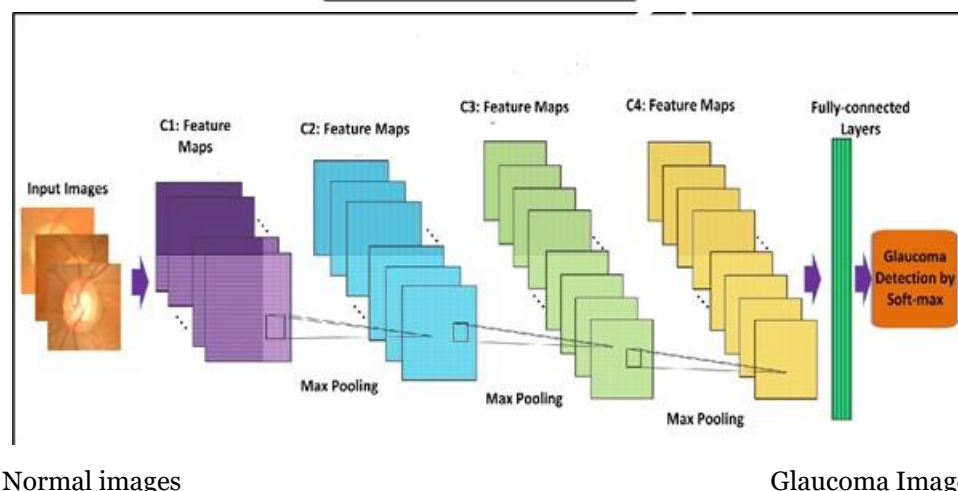 Input Images
C1: Feature
Maps
C2: Feature Maps
C3: Feature Maps
C4: Feature Maps
Fully-connected
Layers
Max Pooling
Max Pooling
Max Pooling
Glaucoma
Detection by
Soft-max
Normal images
Glaucoma Image